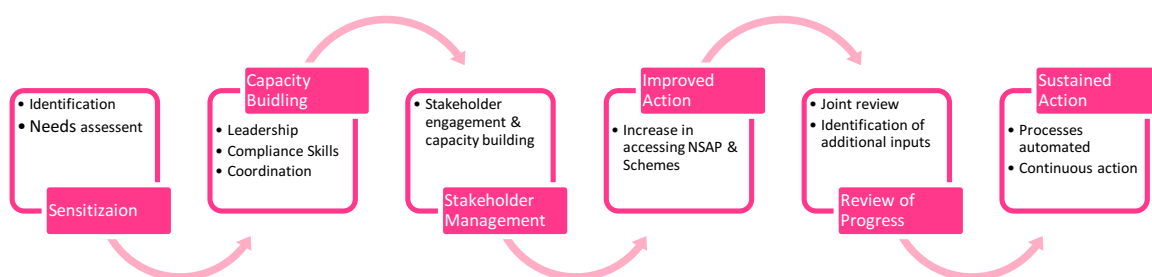 • Identification
• Needs assessent
Sensitizaion
Capacity
Buidling
• Leadership
• Compliance Skills
• Coordination
• Stakeholder
engagement &
capacity building
Stakeholder
Management
Improved
Action
• Increase in
accessing NSAP &
Schemes
• Joint review
• Identification of
additional inputs
Review of
Progress
Sustained
Action
• Processes
automated
• Continuous action